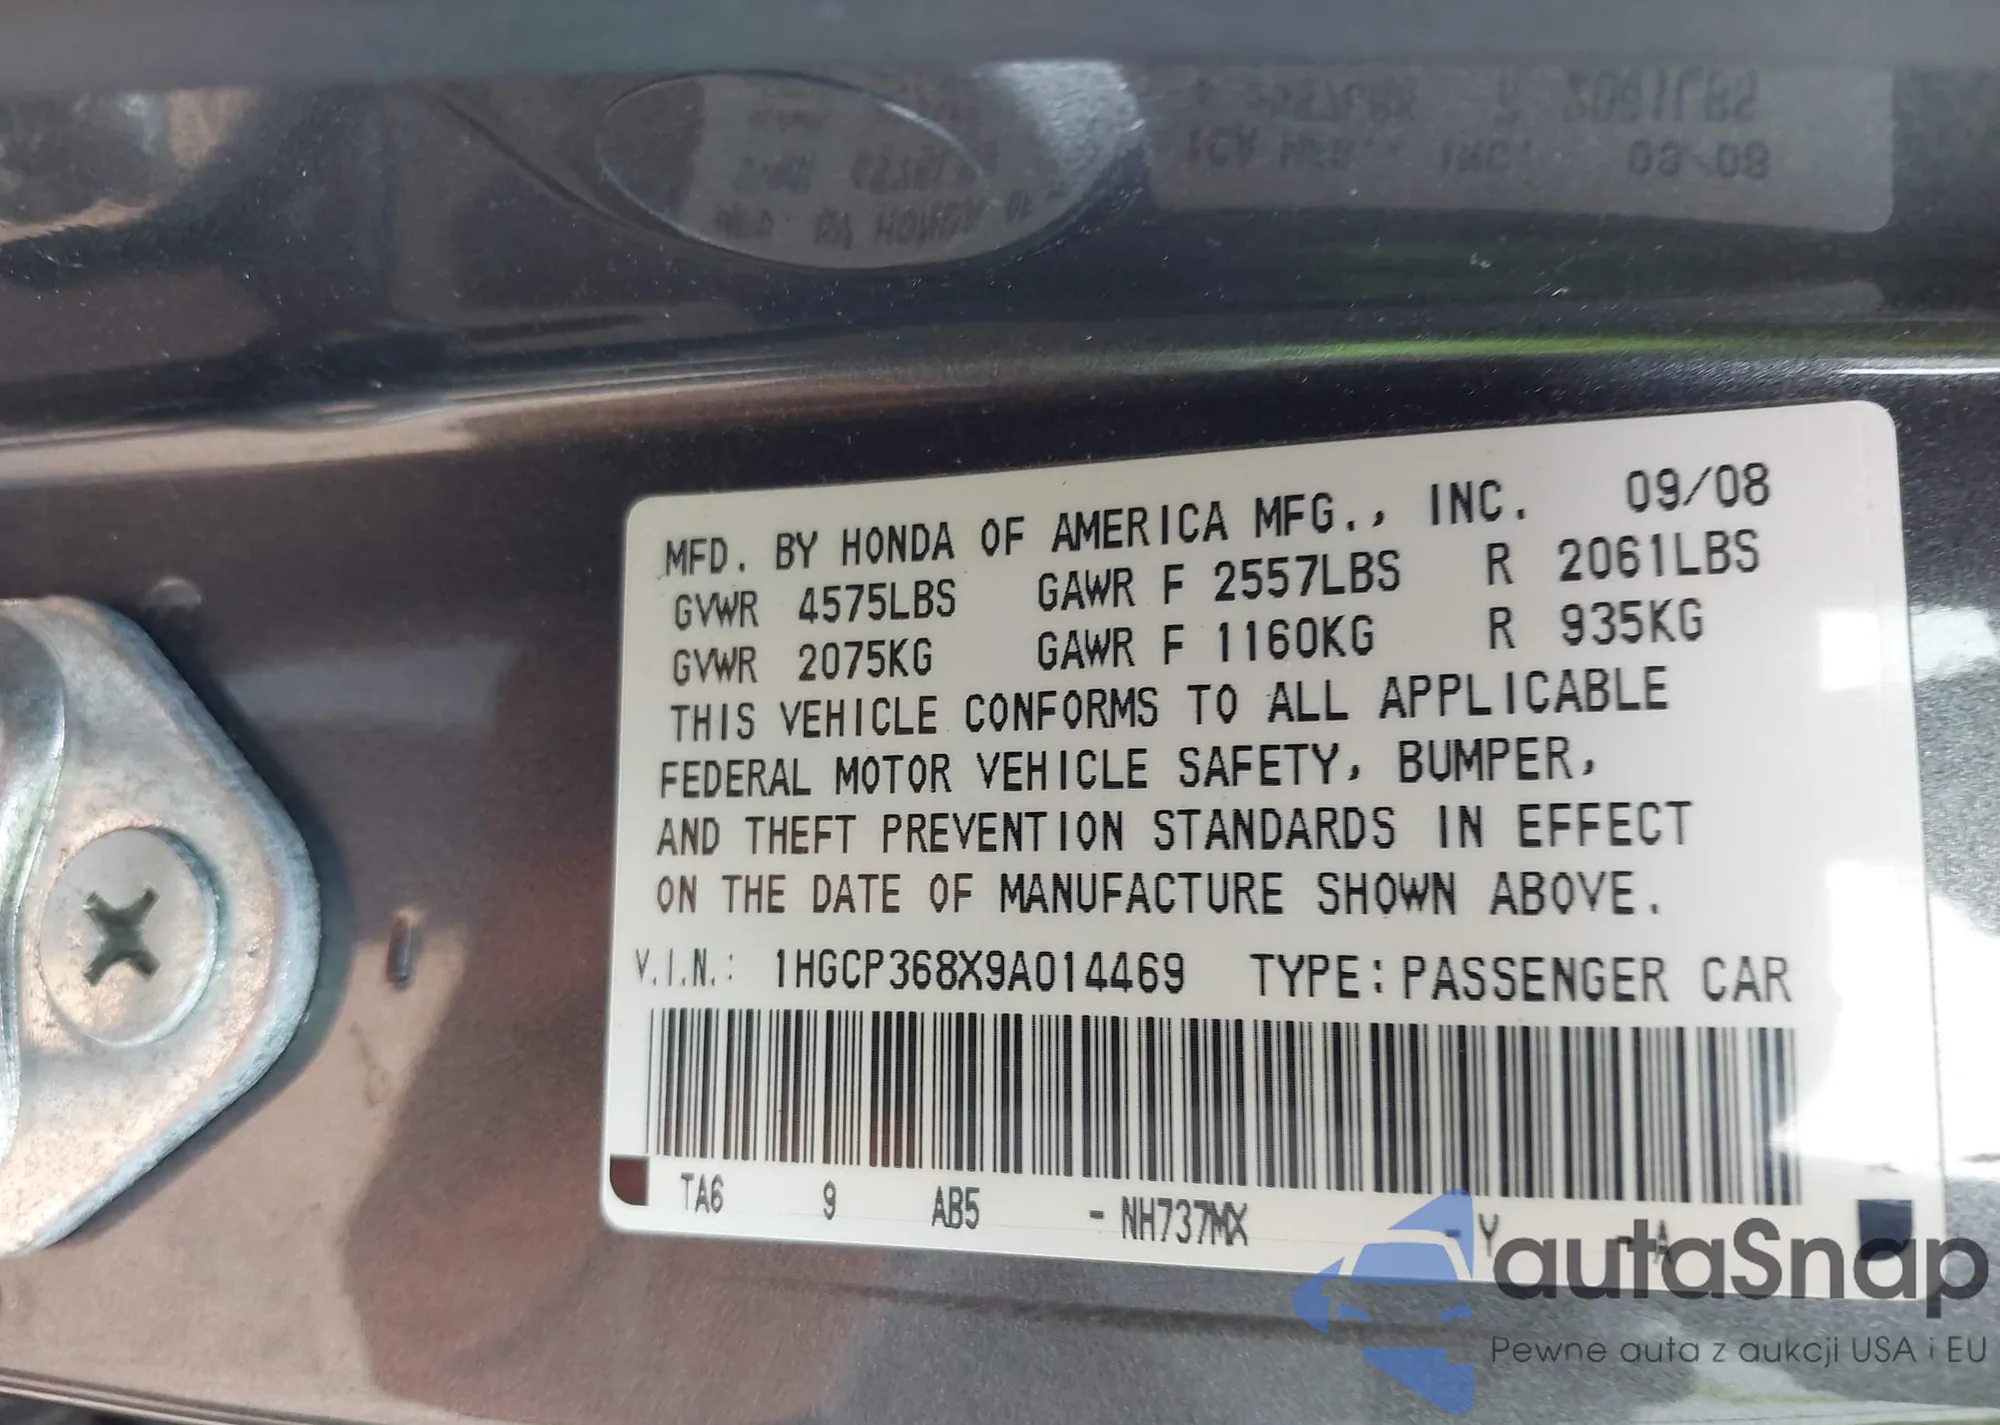 MFD. BY HONDA OF AMERICA MFG., INC. 09/08
GVWR 4575LBS GAWR F 2557LBS R 2061LBS
GVWR 2075KG GAWR F 1160KG R 935KG
THIS VEHICLE CONFORMS TO ALL APPLICABLE
FEDERAL MOTOR VEHICLE SAFETY, BUMPER,
AND THEFT PREVENTION STANDARDS IN EFFECT
ON THE DATE OF MANUFACTURE SHOWN ABOVE.
V.I.N.: 1HGCP368X9A014469 TYPE: PASSENGER CAR
TA6 9 AB5 - NH737MX - Y - A
autaSnap
Pewne auta z aukcji USA i EU